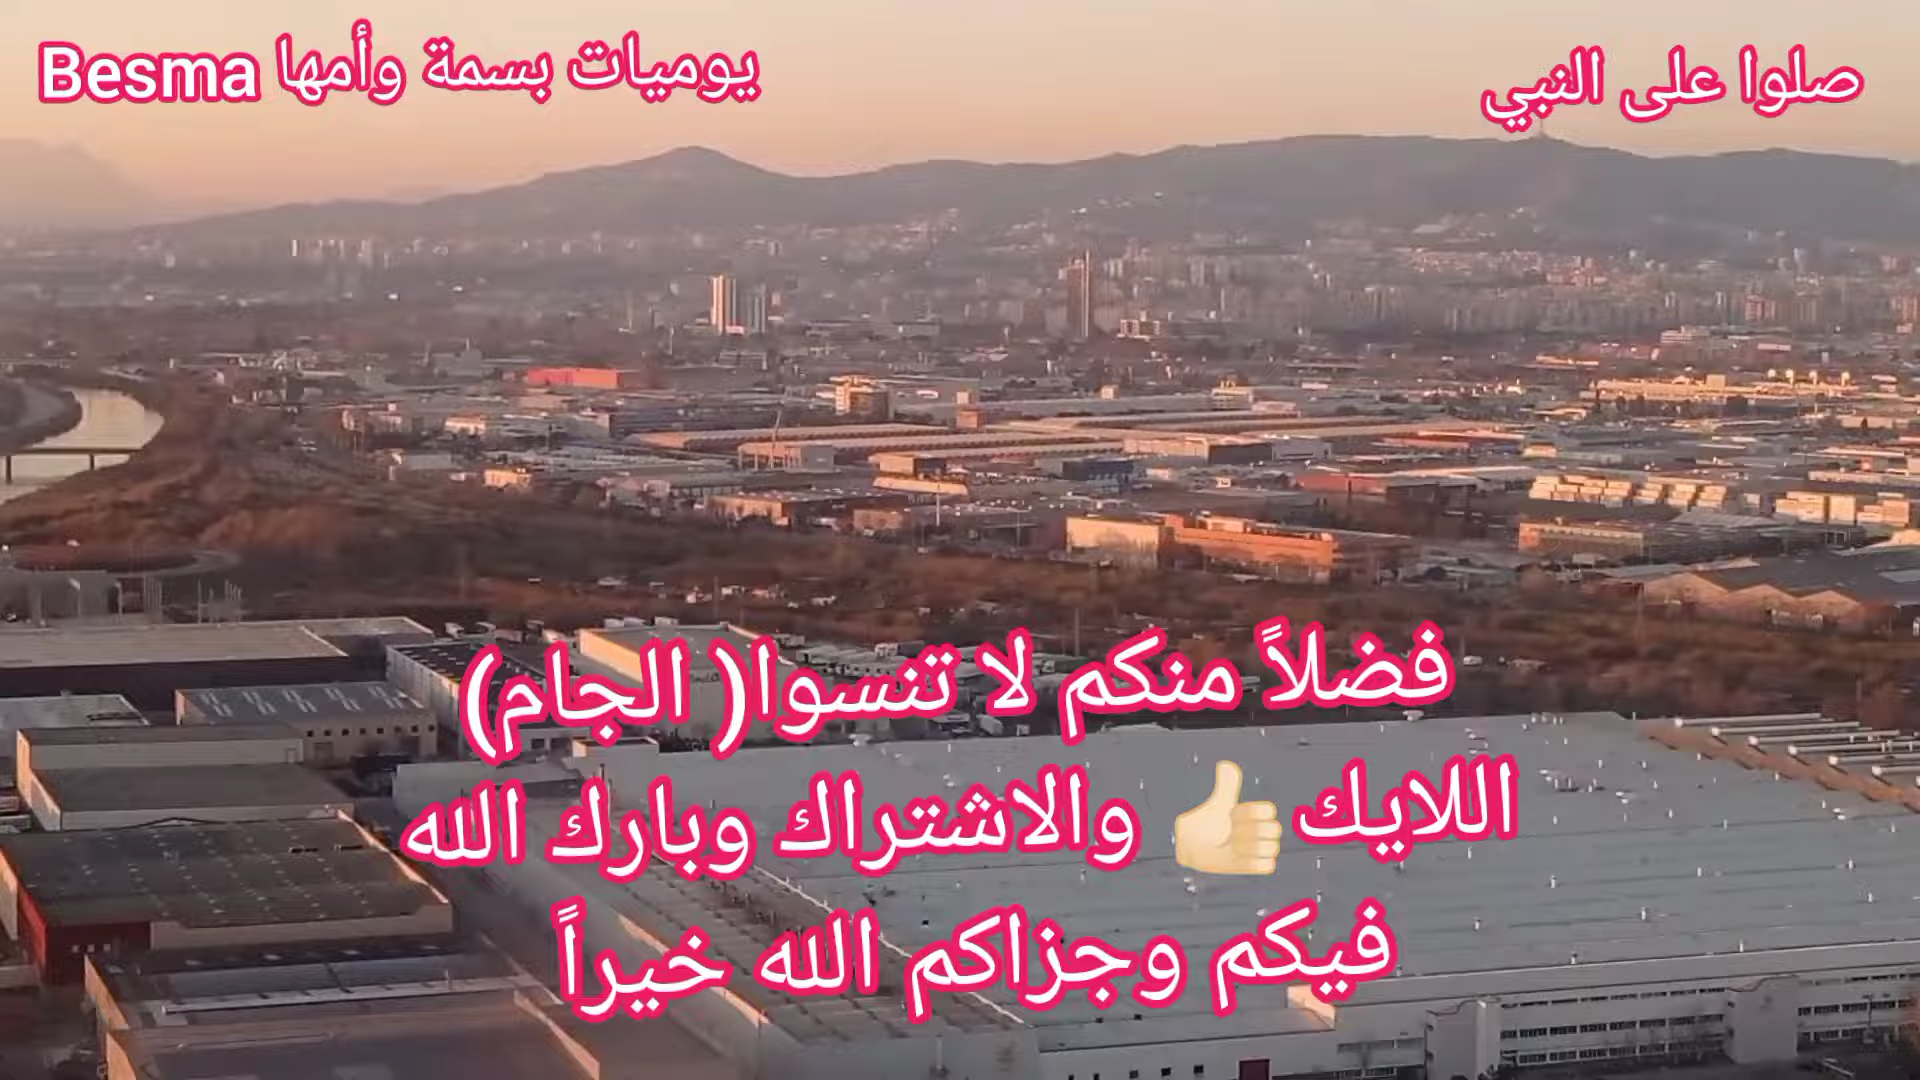 صلوا على النبي
يوميات بسمة وأمها Besma
فضلاً منكم لا تنسوا( الجام)
اللايك👍🏻 والاشتراك وبارك الله
فيكم وجزاكم الله خيراً